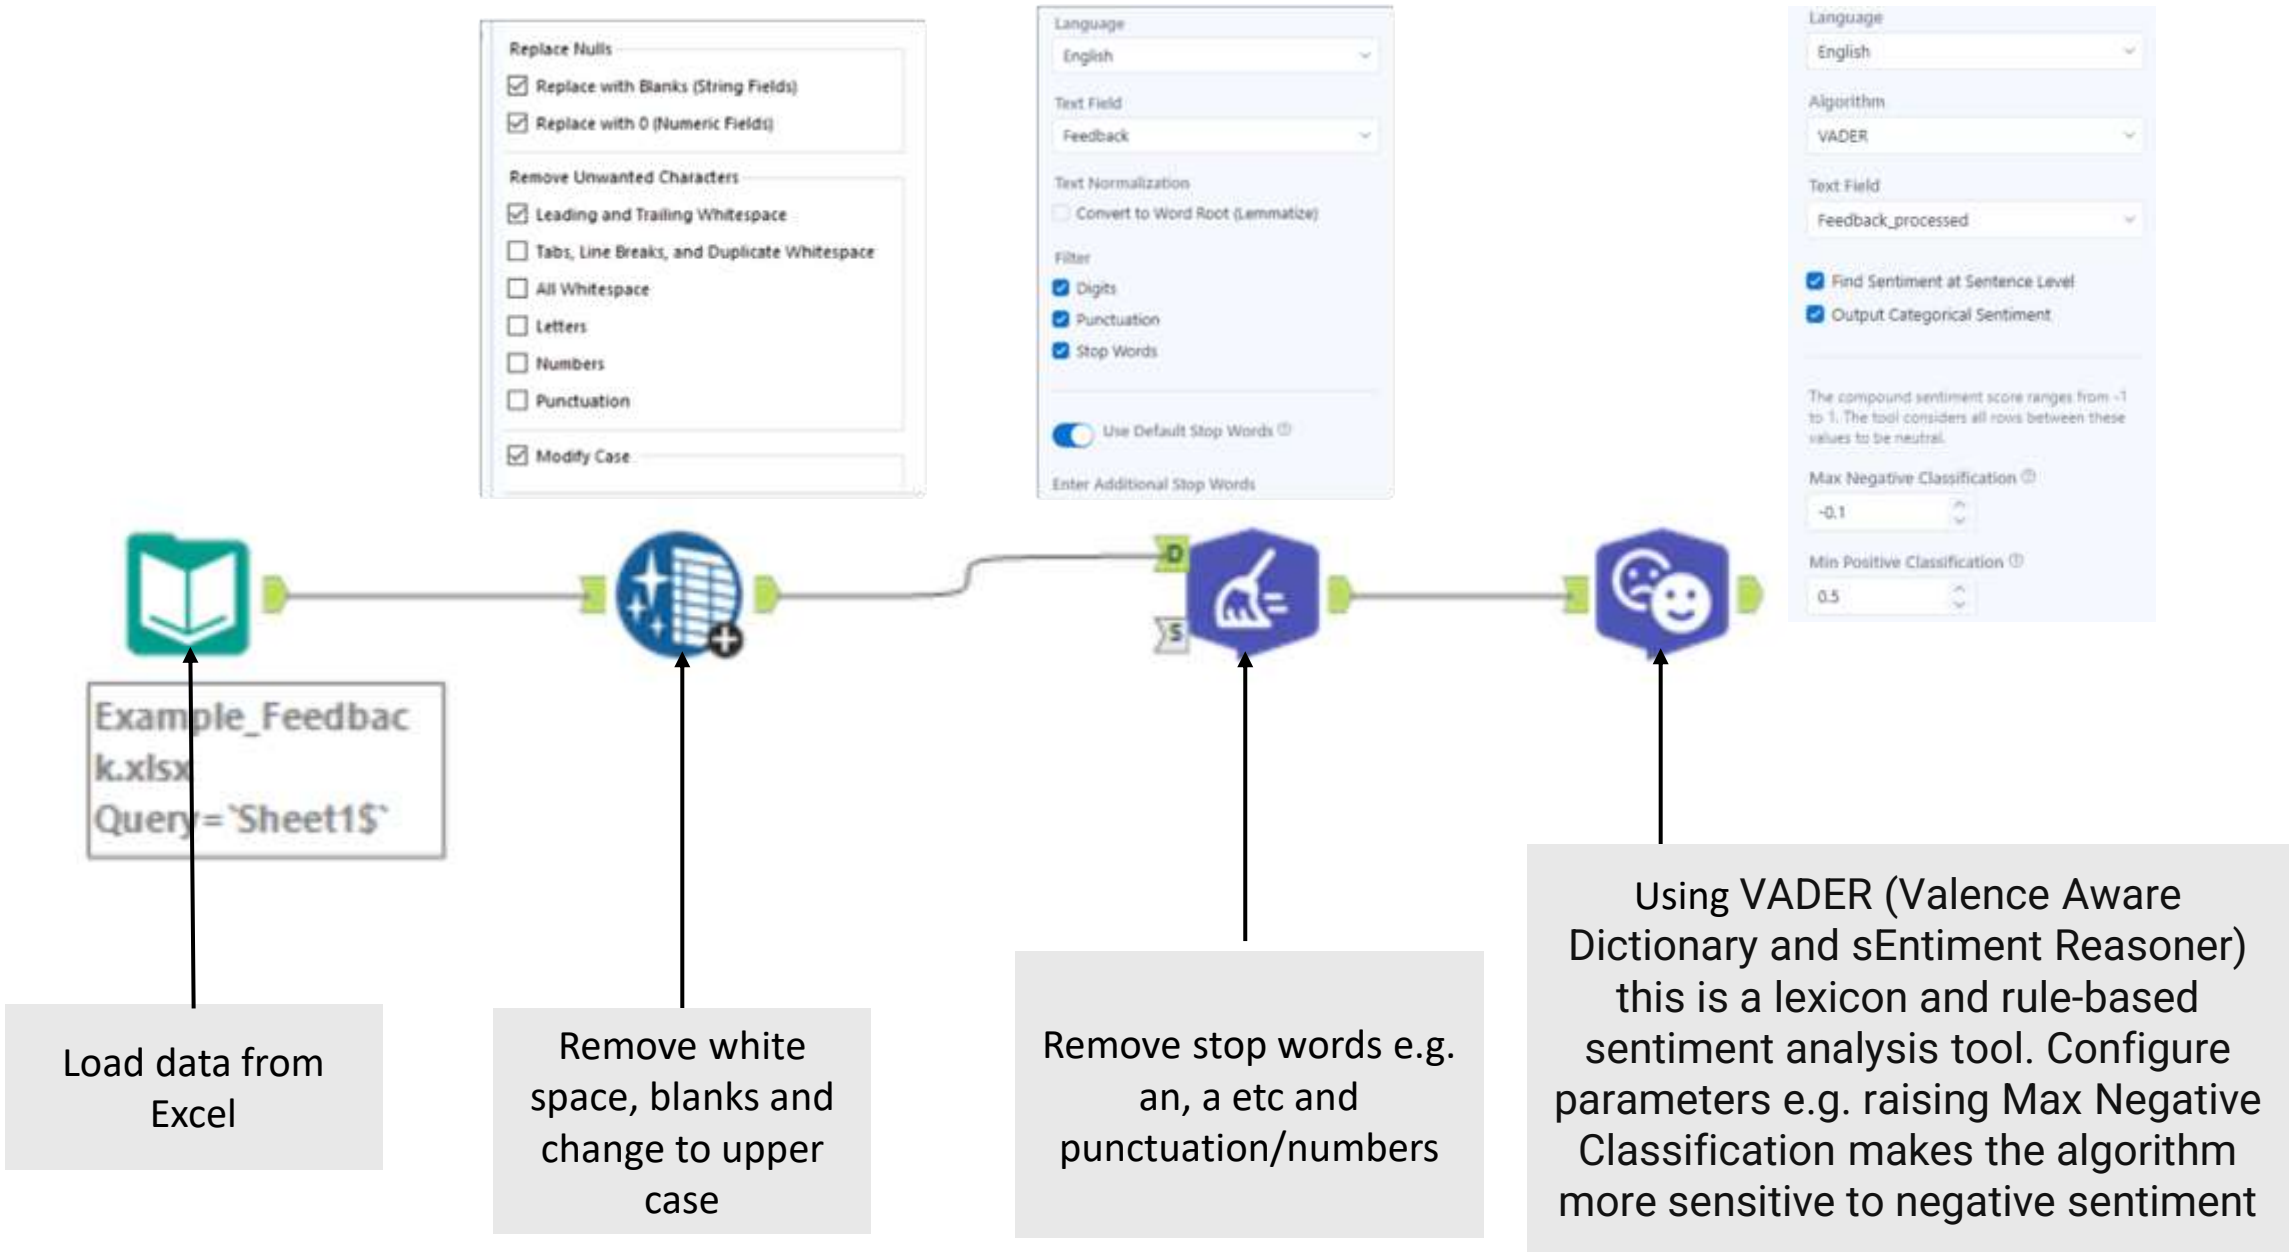 Replace Nulls
Replace with Blanks (String Fields)
Replace with 0 (Numeric Fields)
Remove Unwanted Characters
Leading and Trailing Whitespace
Tabs, Line Breaks, and Duplicate Whitespace
All Whitespace
Letters
Numbers
Punctuation
Modify Case
Language
English
Text Field
Feedback
Text Normalization
Convert to Word Root (Lemmatize)
Filter
Digits
Punctuation
Stop Words
Use Default Stop Words
Enter Additional Stop Words
Language
English
Algorithm
VADER
Text Field
Feedback_processed
Find Sentiment at Sentence Level
Output Categorical Sentiment
The compound sentiment score ranges from -1
to 1. The tool considers all rows between these
values to be neutral.
Max Negative Classification
-0.1
Min Positive Classification
0.5
D
S
Example_Feedbac
k.xlsx
Query=`Sheet1$`
Load data from
Excel
Remove white
space, blanks and
change to upper
case
Remove stop words e.g.
an, a etc and
punctuation/numbers
Using VADER (Valence Aware
Dictionary and sEntiment Reasoner)
this is a lexicon and rule-based
sentiment analysis tool. Configure
parameters e.g. raising Max Negative
Classification makes the algorithm
more sensitive to negative sentiment